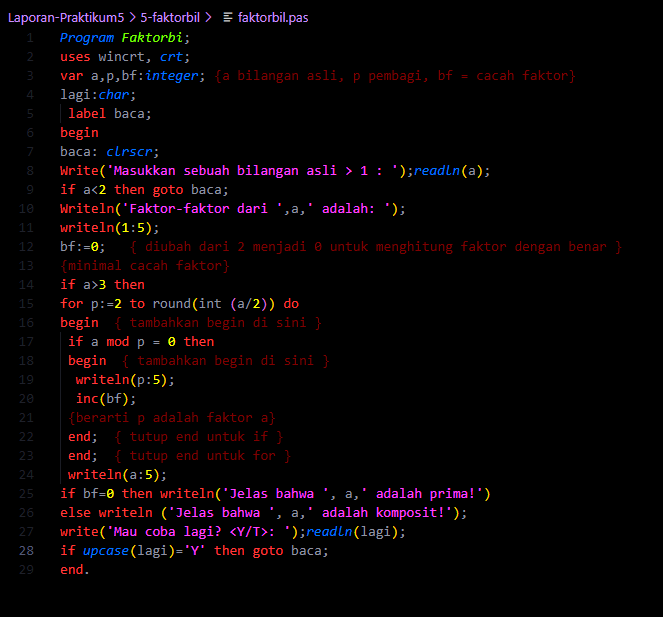 Laporan-Praktikum5 > 5-faktorbil > faktorbil.pas
1 Program Faktorbi;
2 uses wincrt, crt;
3 var a,p,bf:integer; {a bilangan asli, p pembagi, bf = cacah faktor}
4 lagi:char;
5 label baca;
6 begin
7 baca: clrscr;
8 Write('Masukkan sebuah bilangan asli > 1 : ');readln(a);
9 if a<2 then goto baca;
10 Writeln('Faktor-faktor dari ',a,' adalah: ');
11 writeln(1:5);
12 bf:=0; { diubah dari 2 menjadi 0 untuk menghitung faktor dengan benar }
13 {minimal cacah faktor}
14 if a>3 then
15 for p:=2 to round(int (a/2)) do
16 begin { tambahkan begin di sini }
17 if a mod p = 0 then
18 begin { tambahkan begin di sini }
19 writeln(p:5);
20 inc(bf);
21 {berarti p adalah faktor a}
22 end; { tutup end untuk if }
23 end; { tutup end untuk for }
24 writeln(a:5);
25 if bf=0 then writeln('Jelas bahwa ', a,' adalah prima!')
26 else writeln ('Jelas bahwa ', a,' adalah komposit!');
27 write('Mau coba lagi? <Y/T>: ');readln(lagi);
28 if upcase(lagi)='Y' then goto baca;
29 end.